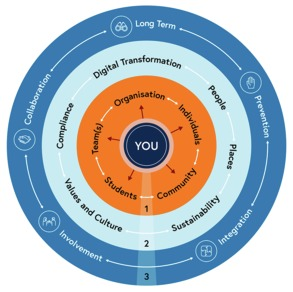 Long Term
Prevention
Integration
Involvement
Collaboration
Digital Transformation
People
Places
Sustainability
Values and Culture
Compliance
Organisation
Individuals
Community
Students
Team(s)
YOU
1
2
3